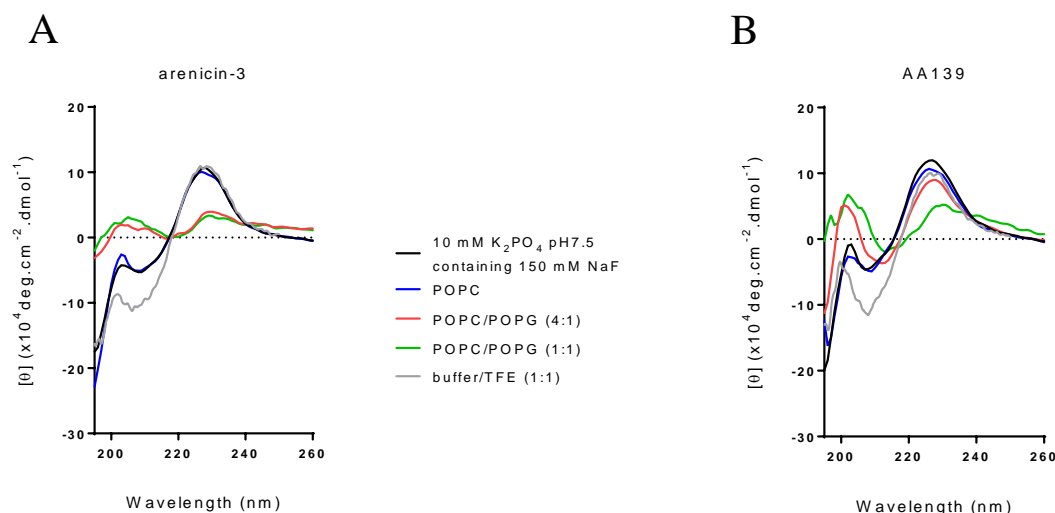 A
arenicin-3
[θ] (x10⁴deg.cm⁻².dmol⁻¹)
20
10
0
-10
-20
-30
200
220
240
260
Wavelength (nm)
10 mM K₂PO₄ pH7.5
containing 150 mM NaF
POPC
POPC/POPG (4:1)
POPC/POPG (1:1)
buffer/TFE (1:1)
B
AA139
[θ] (x10⁴deg.cm⁻².dmol⁻¹)
20
10
0
-10
-20
-30
200
220
240
260
Wavelength (nm)